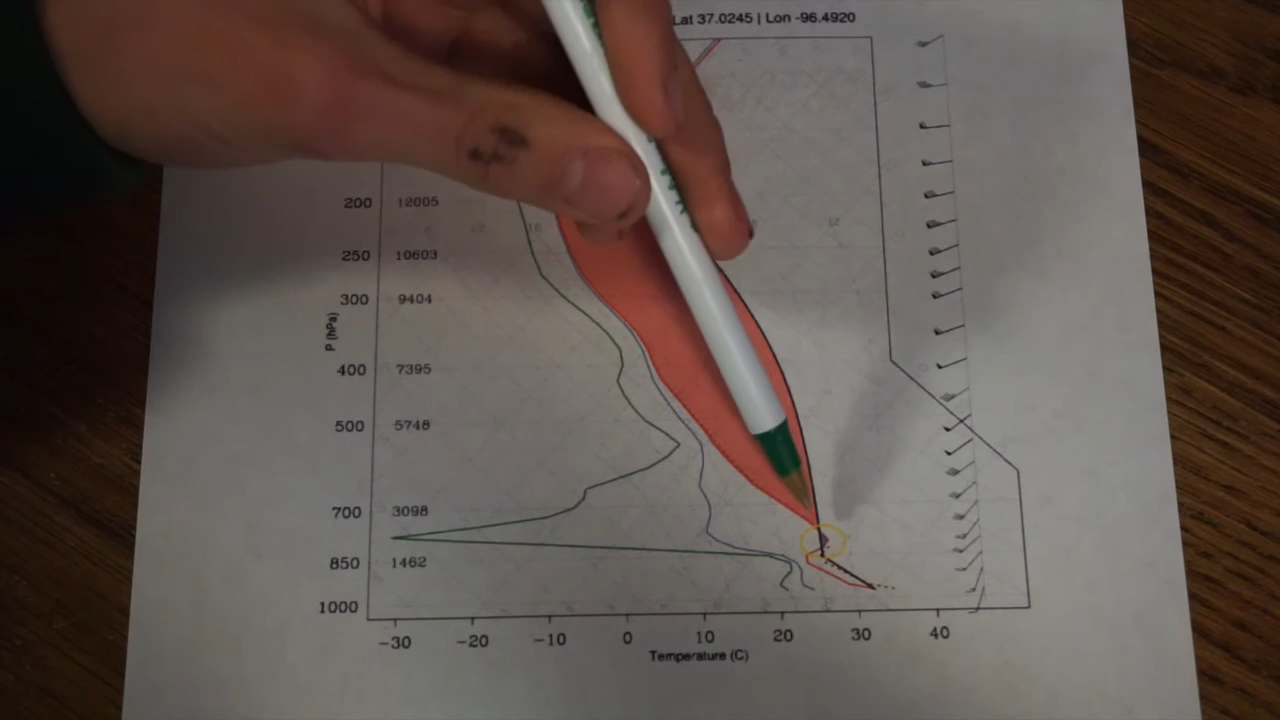 Lat 37.0245 | Lon -96.4920
200 12005
250 10603
300 9404
P (hPa)
400 7395
500 5748
700 3098
850 1462
1000
-30 -20 -10 0 10 20 30 40
Temperature (C)